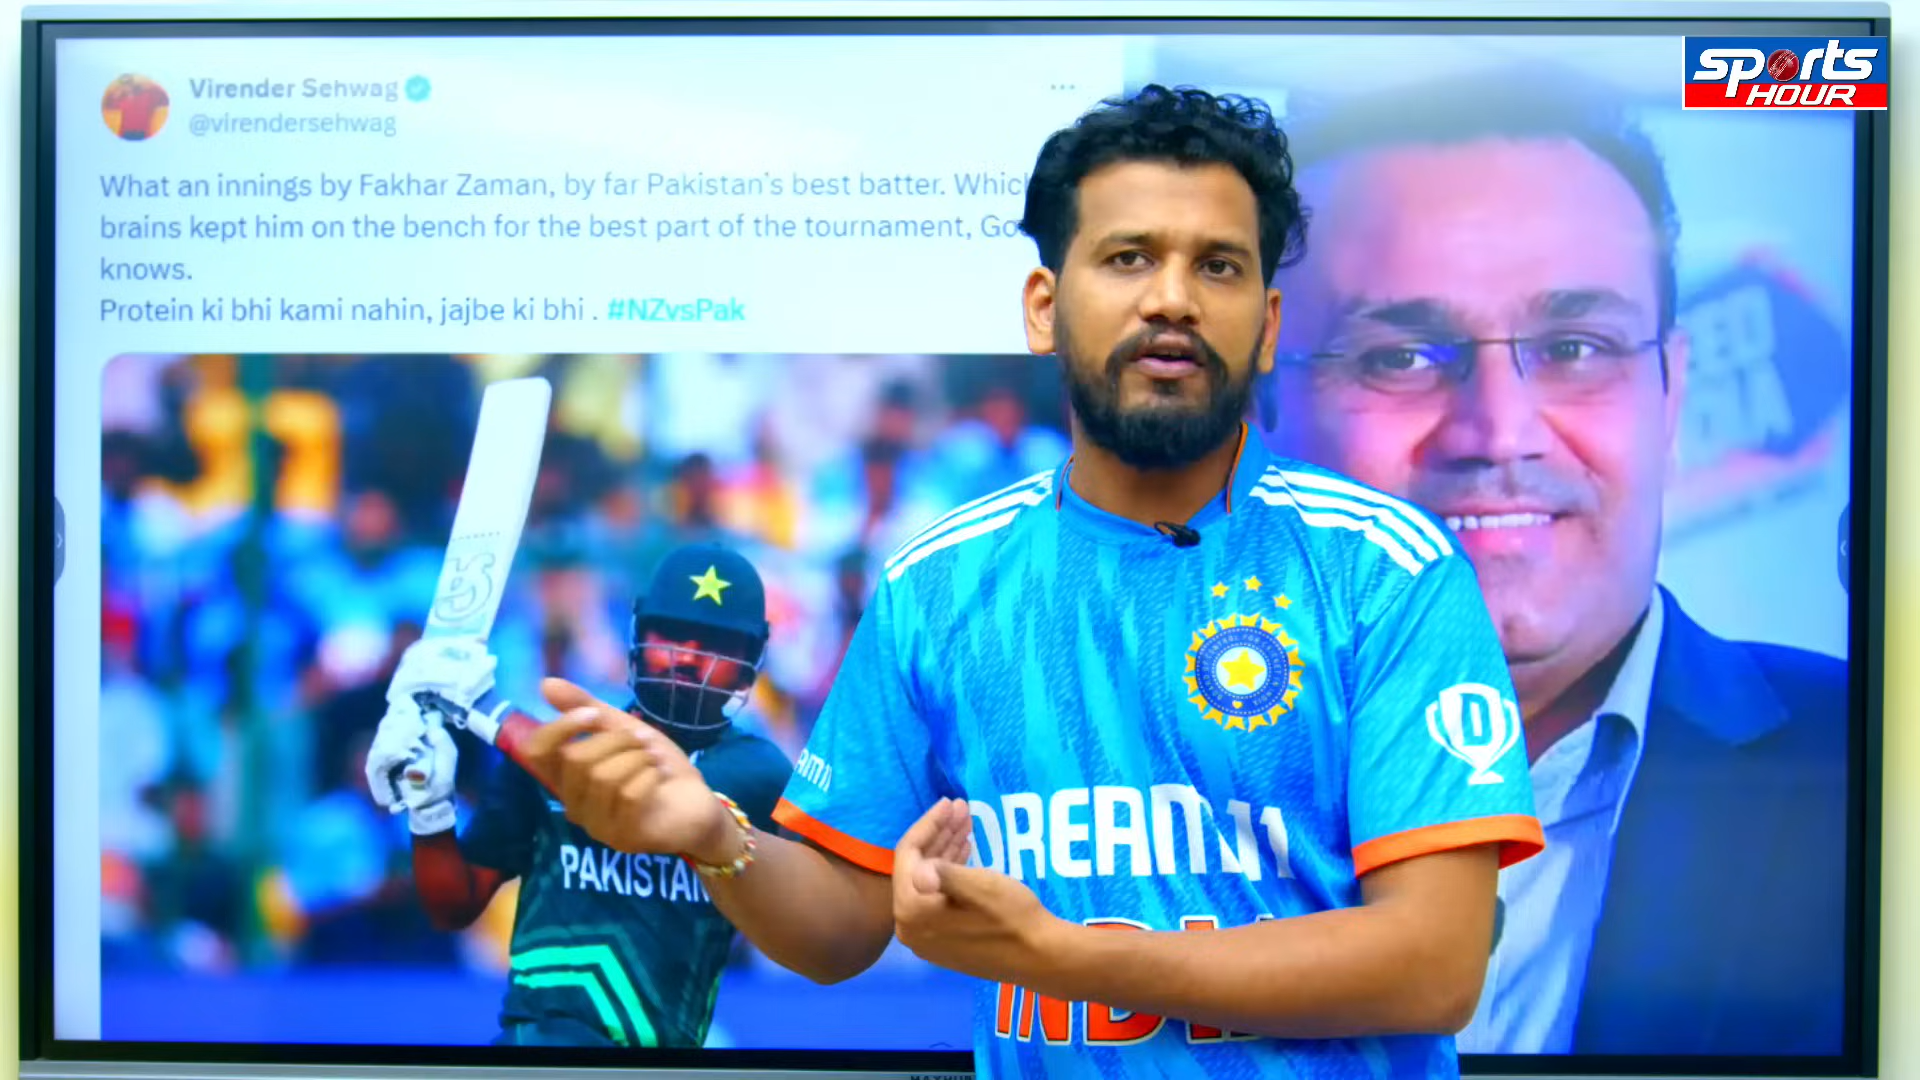 Virender Sehwag
@virendersehwag
What an innings by Fakhar Zaman, by far Pakistan's best batter. Which
brains kept him on the bench for the best part of the tournament, Go
knows.
Protein ki bhi kami nahin, jajbe ki bhi . #NZvsPak
sports
HOUR
PAKISTAN
DREAM11
INDIA
D